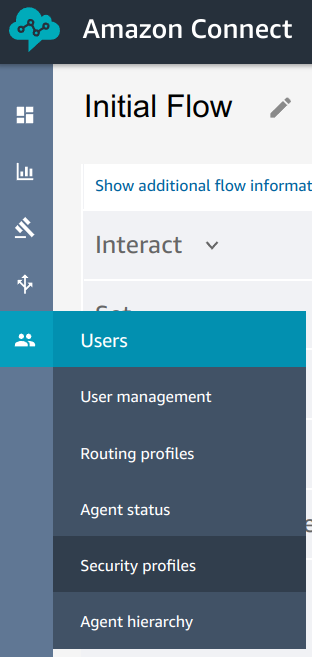 Amazon Connect
Initial Flow
Show additional flow informat
Interact
Users
User management
Routing profiles
Agent status
Security profiles
Agent hierarchy